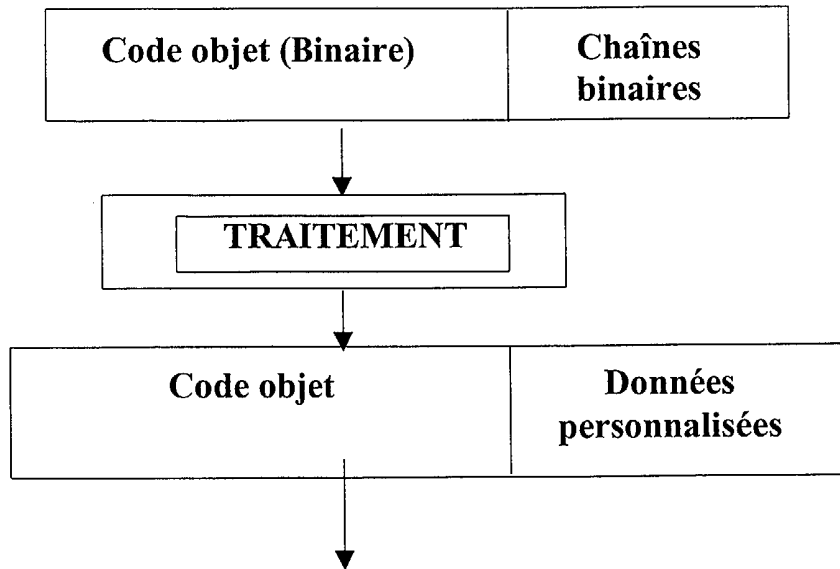 Code objet (Binaire)
Chaînes
binaires
TRAITEMENT
Code objet
Données
personnalisées